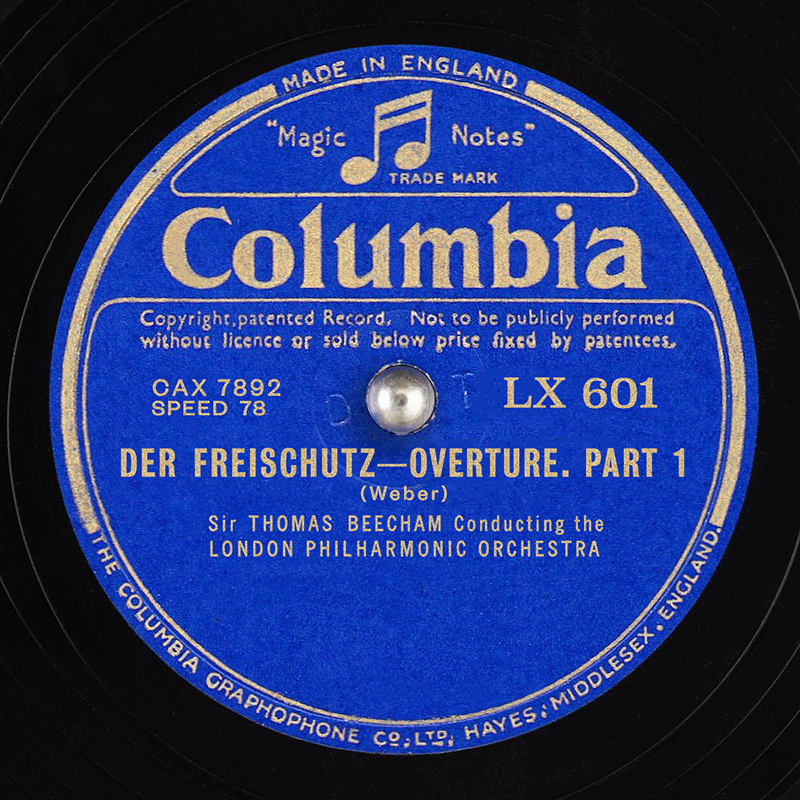 MADE IN ENGLAND
"Magic Notes"
TRADE MARK
Columbia
Copyright, patented Record. Not to be publicly performed
without licence or sold below price fixed by patentees.
CAX 7892
SPEED 78
LX 601
DER FREISCHUTZ—OVERTURE. PART 1
(Weber)
Sir THOMAS BEECHAM Conducting the
LONDON PHILHARMONIC ORCHESTRA
THE COLUMBIA GRAPHOPHONE CO., LTD, HAYES, MIDDLESEX. ENGLAND.